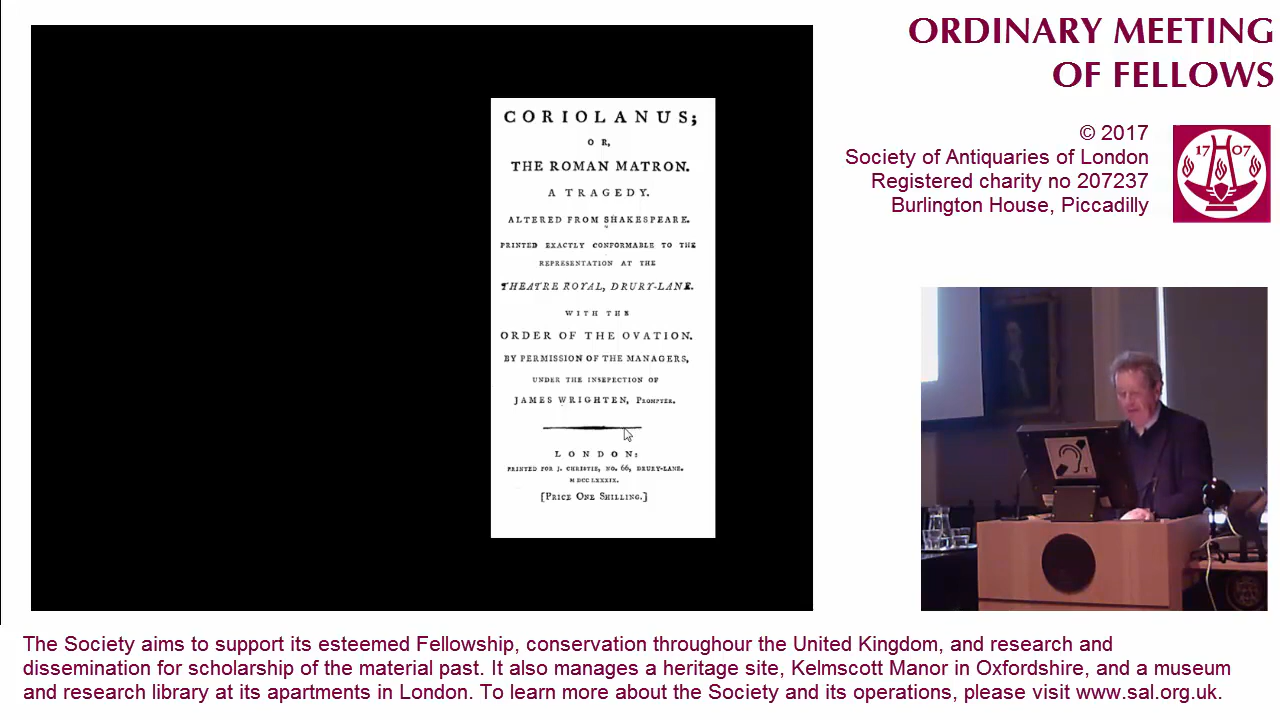 CORIOLANUS;
OR,
THE ROMAN MATRON.
A TRAGEDY.
ALTERED FROM SHAKESPEARE.
PRINTED EXACTLY CONFORMABLE TO THE
REPRESENTATION AT THE
THEATRE ROYAL, DRURY-LANE.
WITH THE
ORDER OF THE OVATION.
BY PERMISSION OF THE MANAGERS,
UNDER THE INSEPECTION OF
JAMES WRIGHTEN, PROMPTER.
LONDON:
PRINTED FOR J. CHRISTIE, NO. 66, DRURY-LANE.
M DCC LXXXIX.
[PRICE ONE SHILLING.]
ORDINARY MEETING
OF FELLOWS
© 2017
Society of Antiquaries of London
Registered charity no 207237
Burlington House, Piccadilly
17 07
T
The Society aims to support its esteemed Fellowship, conservation throughour the United Kingdom, and research and
dissemination for scholarship of the material past. It also manages a heritage site, Kelmscott Manor in Oxfordshire, and a museum
and research library at its apartments in London. To learn more about the Society and its operations, please visit www.sal.org.uk.